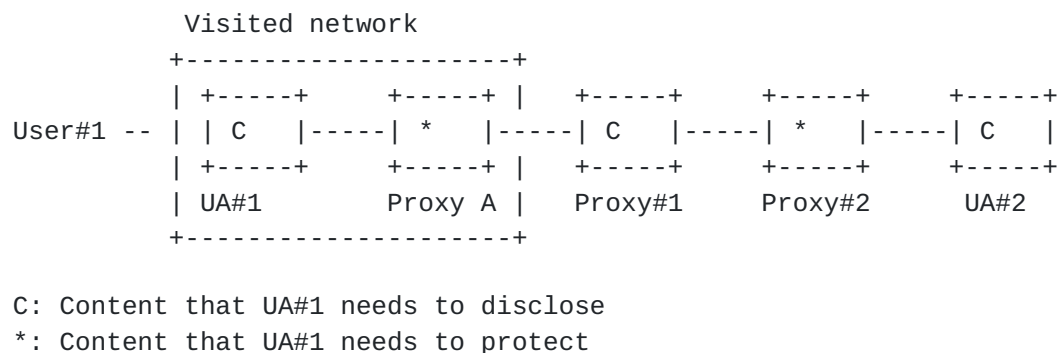 Visited network
+---------------------+
| +-----+ +-----+ | +-----+ +-----+ +-----+
User#1 -- | | C |-----| * |-----| C |-----| * |-----| C |
| +-----+ +-----+ | +-----+ +-----+ +-----+
| UA#1 Proxy A | Proxy#1 Proxy#2 UA#2
+---------------------+
C: Content that UA#1 needs to disclose
*: Content that UA#1 needs to protect